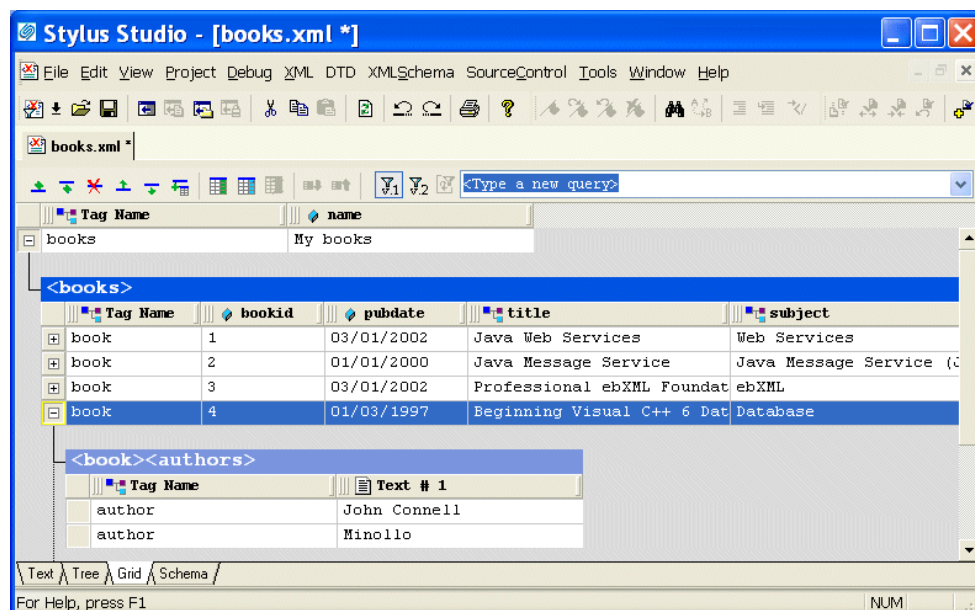 Stylus Studio - [books.xml *]
File Edit View Project Debug XML DTD XMLSchema SourceControl Tools Window Help
books.xml *
<Type a new query>
Tag Name name
books My books
<books>
Tag Name bookid pubdate title subject
book 1 03/01/2002 Java Web Services Web Services
book 2 01/01/2000 Java Message Service Java Message Service (J
book 3 03/01/2002 Professional ebXML Foundat ebXML
book 4 01/03/1997 Beginning Visual C++ 6 Dat Database
<book><authors>
Tag Name Text # 1
author John Connell
author Minollo
Text Tree Grid Schema
For Help, press F1 NUM